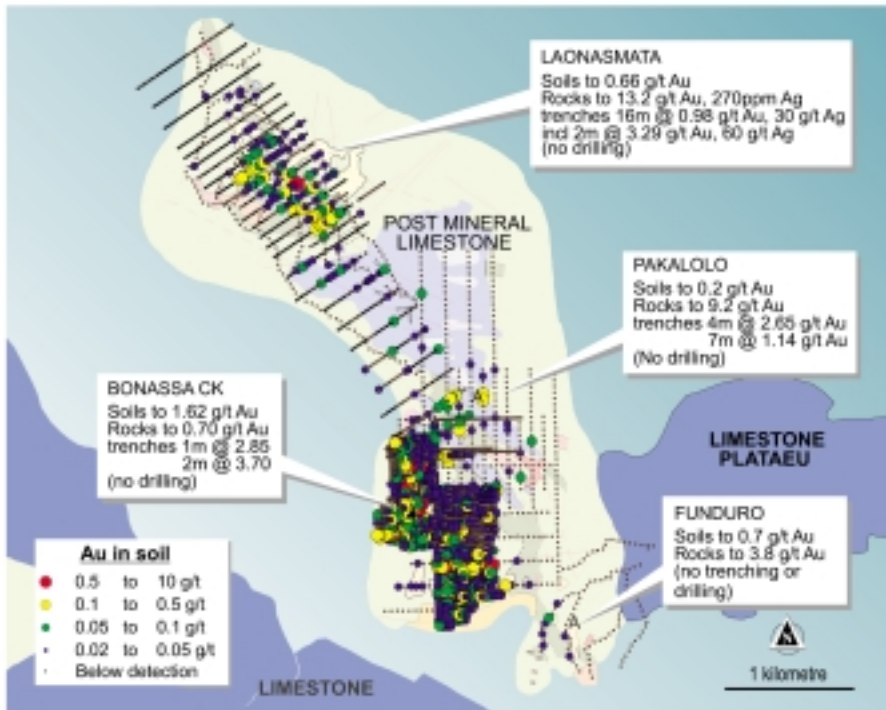 LAONASMATA
Soils to 0.66 g/t Au
Rocks to 13.2 g/t Au, 270ppm Ag
trenches 16m @ 0.98 g/t Au, 30 g/t Ag
incl 2m @ 3.29 g/t Au, 60 g/t Ag
(no drilling)
POST MINERAL
LIMESTONE
PAKALOLO
Soils to 0.2 g/t Au
Rocks to 9.2 g/t Au
trenches 4m @ 2.65 g/t Au
7m @ 1.14 g/t Au
(No drilling)
BONASSA CK
Soils to 1.62 g/t Au
Rocks to 0.70 g/t Au
trenches 1m @ 2.85
2m @ 3.70
(no drilling)
LIMESTONE
PLATAEU
FUNDURO
Soils to 0.7 g/t Au
Rocks to 3.8 g/t Au
(no trenching or
drilling)
Au in soil
0.5 to 10 g/t
0.1 to 0.5 g/t
0.05 to 0.1 g/t
0.02 to 0.05 g/t
Below detection
LIMESTONE
N
1 kilometre